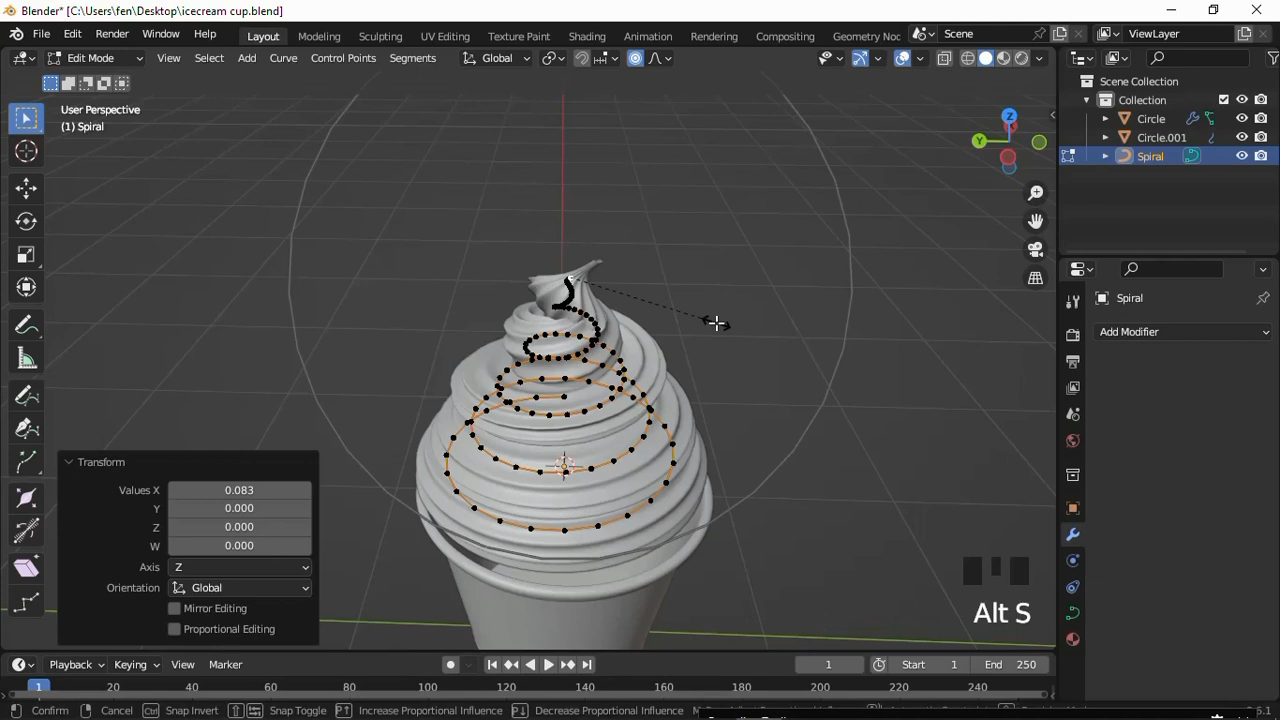 Blender* [C:\Users\fen\Desktop\icecream cup.blend]
File Edit Render Window Help Layout Modeling Sculpting UV Editing Texture Paint Shading Animation Rendering Compositing Geometry Noc Scene ViewLayer
Edit Mode View Select Add Curve Control Points Segments Global
User Perspective
(1) Spiral
Z
Y
Scene Collection
Collection
Circle
Circle.001
Spiral
Spiral
Add Modifier
Transform
Values X 0.083
Y 0.000
Z 0.000
W 0.000
Axis Z
Orientation Global
Mirror Editing
Proportional Editing
Alt S
Playback Keying View Marker 1 Start 1 End 250
1 20 40 60 80 100 120 140 160 180 200 220 240
Confirm Cancel Ctrl Snap Invert Snap Toggle Increase Proportional Influence Decrease Proportional Influence